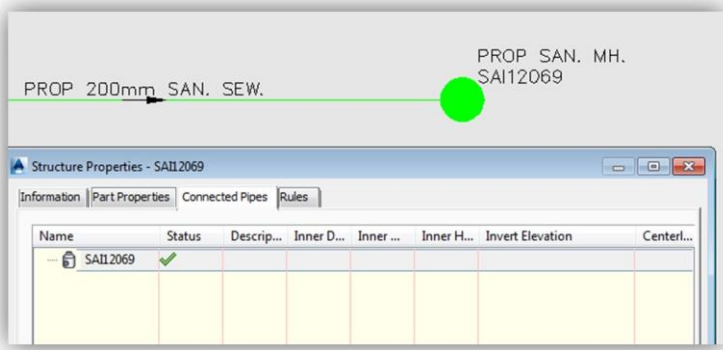 PROP SAN. MH.
SAI12069
PROP 200mm SAN. SEW.
Structure Properties - SAI12069
Information Part Properties Connected Pipes Rules
Name Status Descrip... Inner D... Inner ... Inner H... Invert Elevation Centerl...
SAI12069